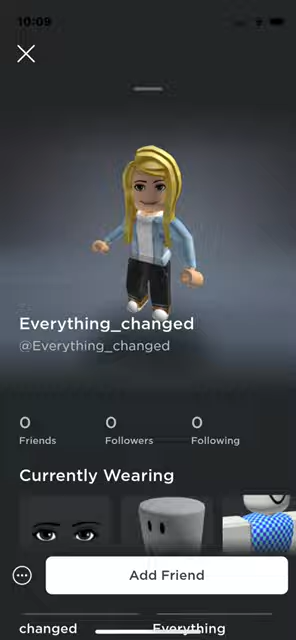 10:09
Everything_changed
@Everything_changed
0 0 0
Friends Followers Following
Currently Wearing
Add Friend
changed Everything